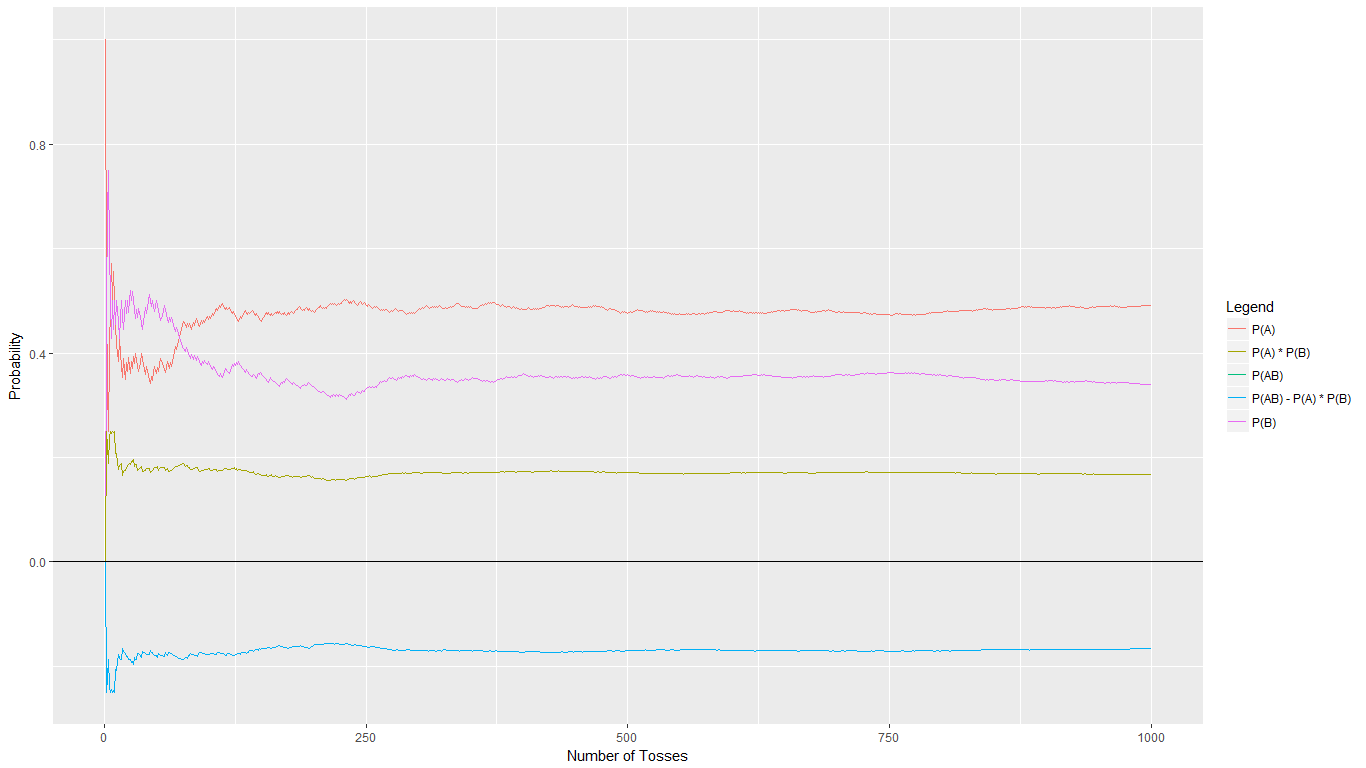 0.8
0.4
0.0
Probability
0
250
500
750
1000
Number of Tosses
Legend
P(A)
P(A) * P(B)
P(AB)
P(AB) - P(A) * P(B)
P(B)